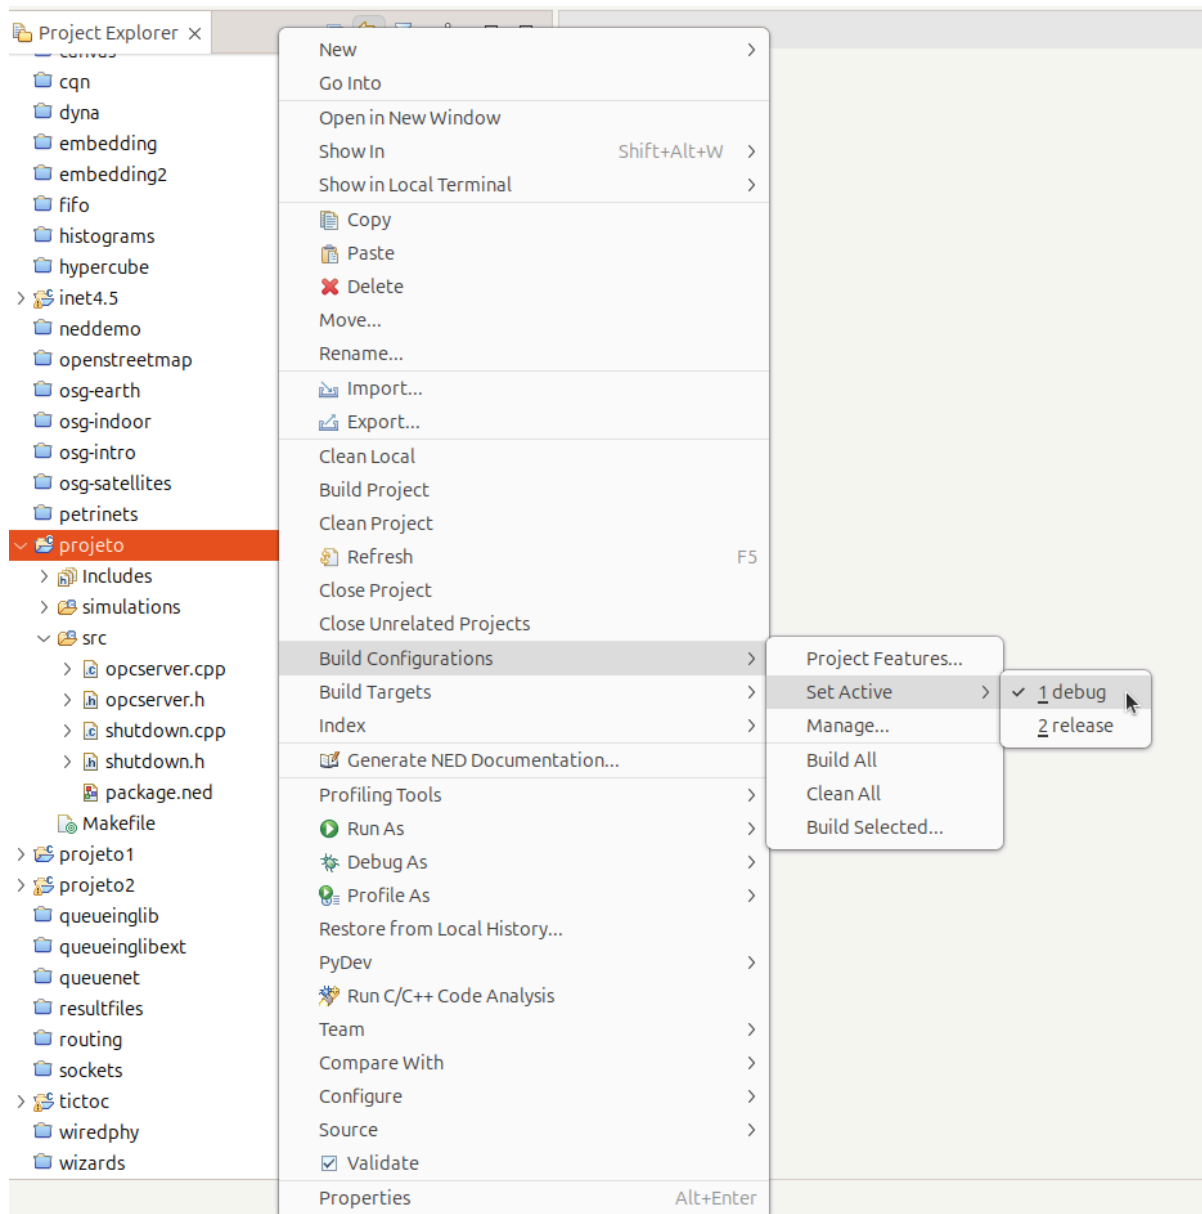 Project Explorer
cqn
dyna
embedding
embedding2
fifo
histograms
hypercube
inet4.5
neddemo
openstreetmap
osg-earth
osg-indoor
osg-intro
osg-satellites
petrinets
projeto
Includes
simulations
src
opcserver.cpp
opcserver.h
shutdown.cpp
shutdown.h
package.ned
Makefile
projeto1
projeto2
queueinglib
queueinglibext
queuenet
resultfiles
routing
sockets
tictoc
wiredphy
wizards
New
Go Into
Open in New Window
Show In Shift+Alt+W
Show in Local Terminal
Copy
Paste
Delete
Move...
Rename...
Import...
Export...
Clean Local
Build Project
Clean Project
Refresh F5
Close Project
Close Unrelated Projects
Build Configurations
Build Targets
Index
Generate NED Documentation...
Profiling Tools
Run As
Debug As
Profile As
Restore from Local History...
PyDev
Run C/C++ Code Analysis
Team
Compare With
Configure
Source
Validate
Properties Alt+Enter
Project Features...
Set Active
Manage...
Build All
Clean All
Build Selected...
1 debug
2 release